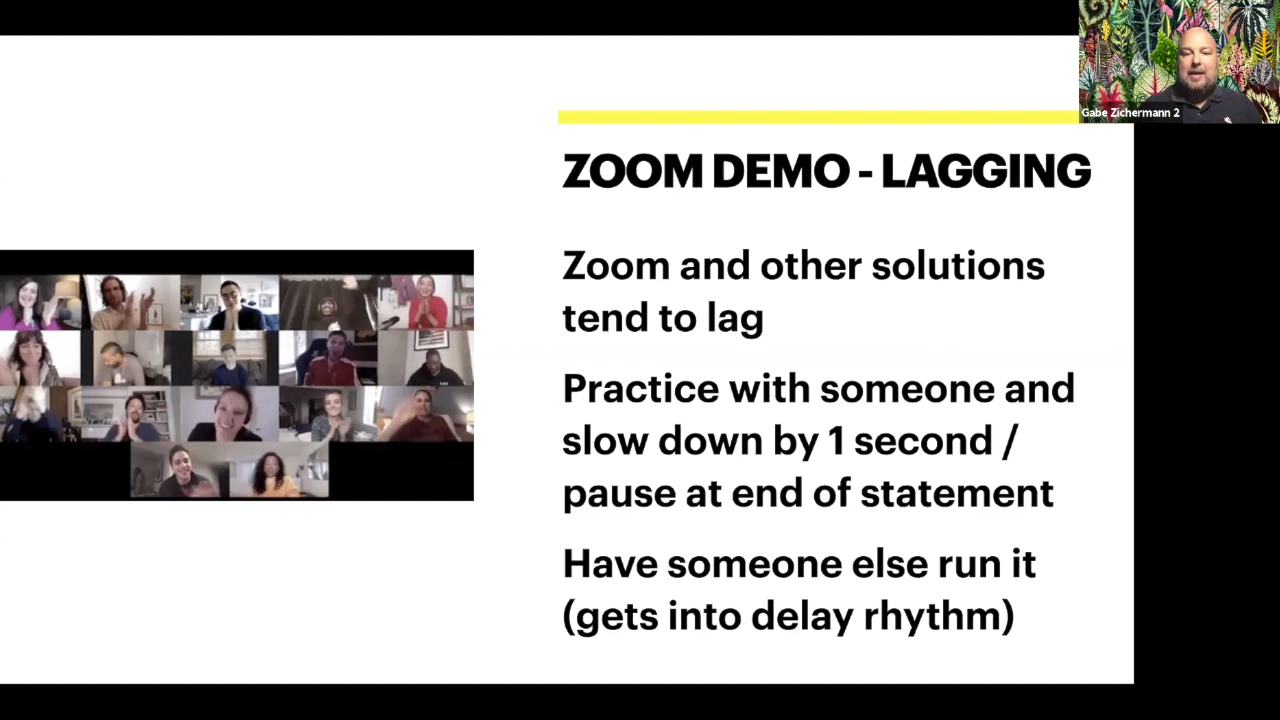 Gabe Zichermann 2
ZOOM DEMO - LAGGING
Zoom and other solutions
tend to lag
Practice with someone and
slow down by 1 second /
pause at end of statement
Have someone else run it
(gets into delay rhythm)